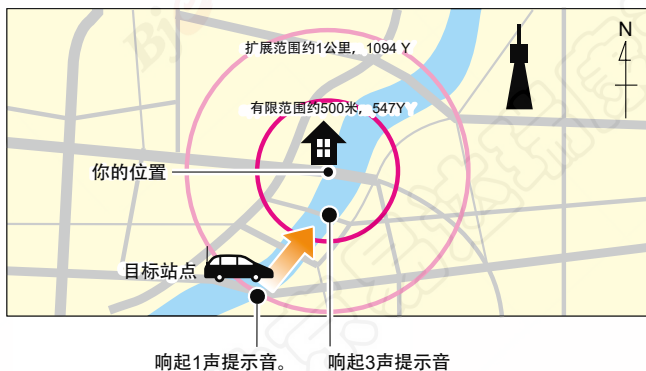 扩展范围约1公里，1094 Y
N
有限范围约500米，547Y
你的位置
目标站点
响起1声提示音。
响起3声提示音